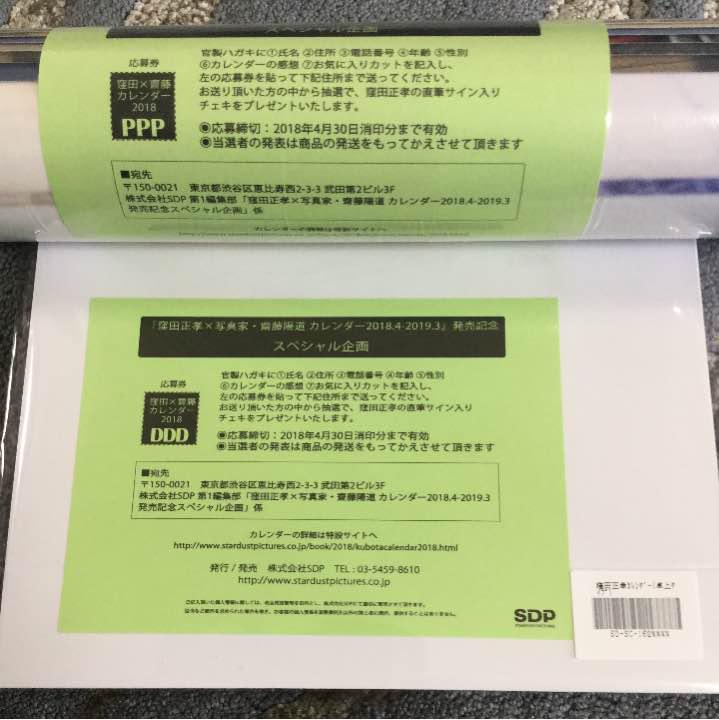 スペシャル企画
官製ハガキに①氏名 ②住所 ③電話番号 ④年齢 ⑤性別
⑥カレンダーの感想 ⑦お気に入りカットを記入し、
左の応募券を貼って下記住所まで送ってください。
お送り頂いた方の中から抽選で、窪田正孝の直筆サイン入り
チェキをプレゼントいたします。
応募券
窪田×齋藤
カレンダー
2018
PPP
◉応募締切：2018年4月30日消印分まで有効
◉当選者の発表は商品の発送をもってかえさせて頂きます
■宛先
〒150-0021 東京都渋谷区恵比寿西2-3-3 武田第2ビル3F
株式会社SDP 第1編集部「窪田正孝×写真家・齋藤陽道 カレンダー2018.4-2019.3
発売記念スペシャル企画」係
カレンダーの詳細は特設サイトへ
「窪田正孝×写真家・齋藤陽道 カレンダー2018.4-2019.3」発売記念
スペシャル企画
官製ハガキに①氏名 ②住所 ③電話番号 ④年齢 ⑤性別
⑥カレンダーの感想 ⑦お気に入りカットを記入し、
左の応募券を貼って下記住所まで送ってください。
お送り頂いた方の中から抽選で、窪田正孝の直筆サイン入り
チェキをプレゼントいたします。
応募券
窪田×齋藤
カレンダー
2018
DDD
◉応募締切：2018年4月30日消印分まで有効
◉当選者の発表は商品の発送をもってかえさせて頂きます
■宛先
〒150-0021 東京都渋谷区恵比寿西2-3-3 武田第2ビル3F
株式会社SDP 第1編集部「窪田正孝×写真家・齋藤陽道 カレンダー2018.4-2019.3
発売記念スペシャル企画」係
カレンダーの詳細は特設サイトへ
http://www.stardustpictures.co.jp/book/2018/kubotacalendar2018.html
発行／発売 株式会社SDP TEL：03-5459-8610
http://www.stardustpictures.co.jp
SDP
窪田正孝ｶﾚﾝﾀﾞｰ(卓上タ